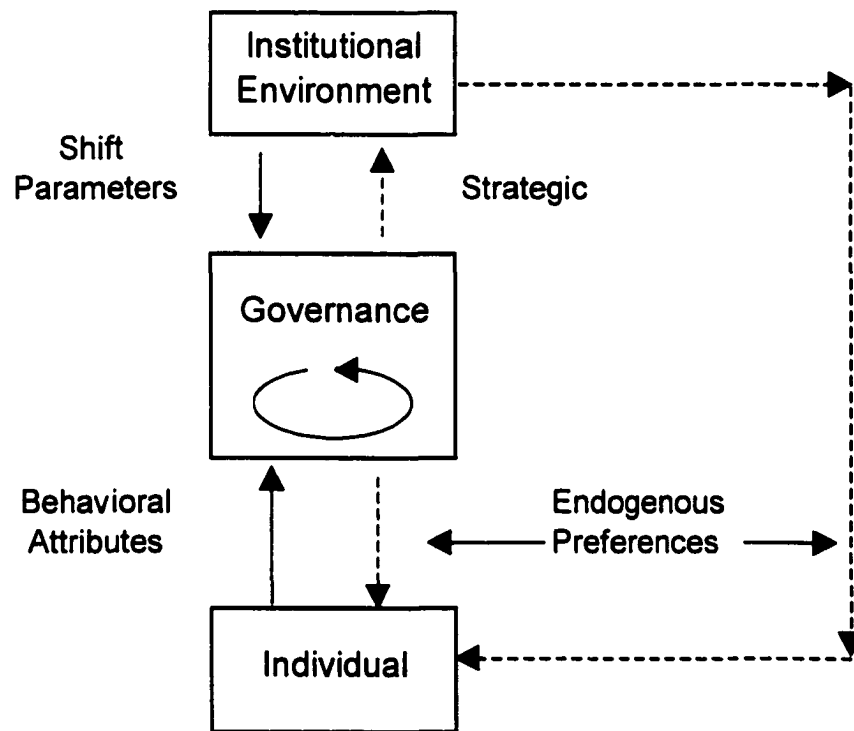 Institutional
Environment
Shift
Parameters
Strategic
Governance
Behavioral
Attributes
Endogenous
Preferences
Individual